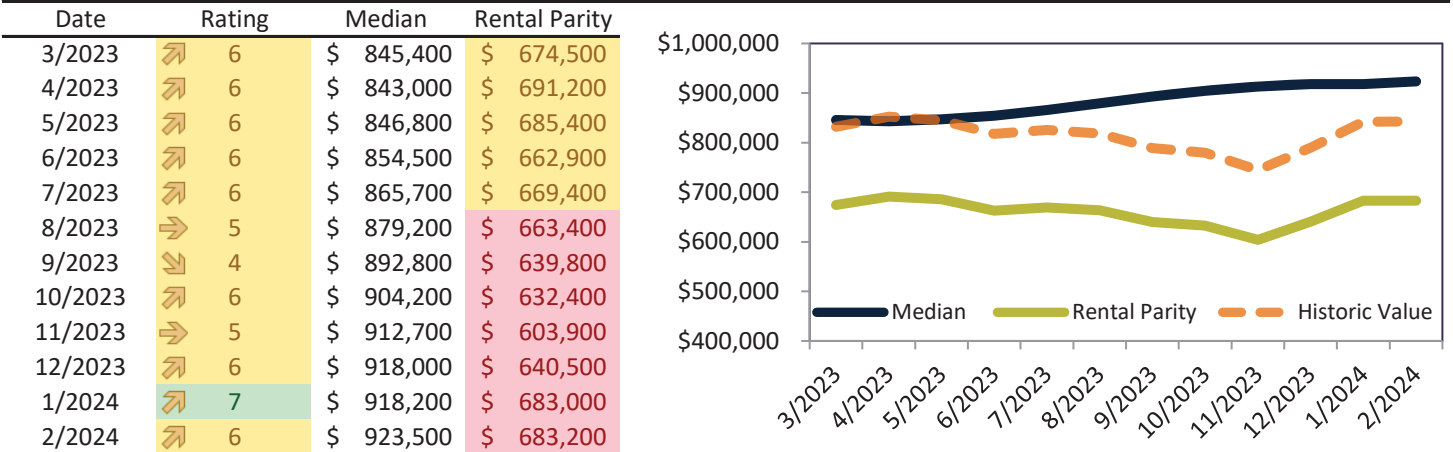 Date Rating Median Rental Parity
3/2023 6 $ 845,400 $ 674,500
4/2023 6 $ 843,000 $ 691,200
5/2023 6 $ 846,800 $ 685,400
6/2023 6 $ 854,500 $ 662,900
7/2023 6 $ 865,700 $ 669,400
8/2023 5 $ 879,200 $ 663,400
9/2023 4 $ 892,800 $ 639,800
10/2023 6 $ 904,200 $ 632,400
11/2023 5 $ 912,700 $ 603,900
12/2023 6 $ 918,000 $ 640,500
1/2024 7 $ 918,200 $ 683,000
2/2024 6 $ 923,500 $ 683,200
$1,000,000
$900,000
$800,000
$700,000
$600,000
$500,000
$400,000
Median Rental Parity Historic Value
3/2023 4/2023 5/2023 6/2023 7/2023 8/2023 9/2023 10/2023 11/2023 12/2023 1/2024 2/2024